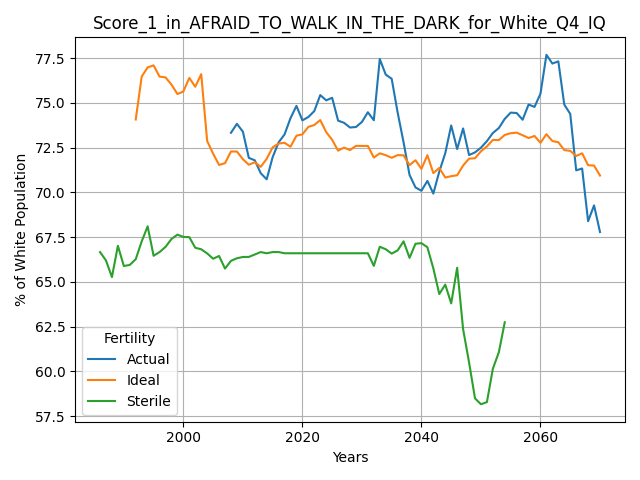 Score_1_in_AFRAID_TO_WALK_IN_THE_DARK_for_White_Q4_IQ
% of White Population
77.5
75.0
72.5
70.0
67.5
65.0
62.5
60.0
57.5
Fertility
Actual
Ideal
Sterile
2000 2020 2040 2060
Years